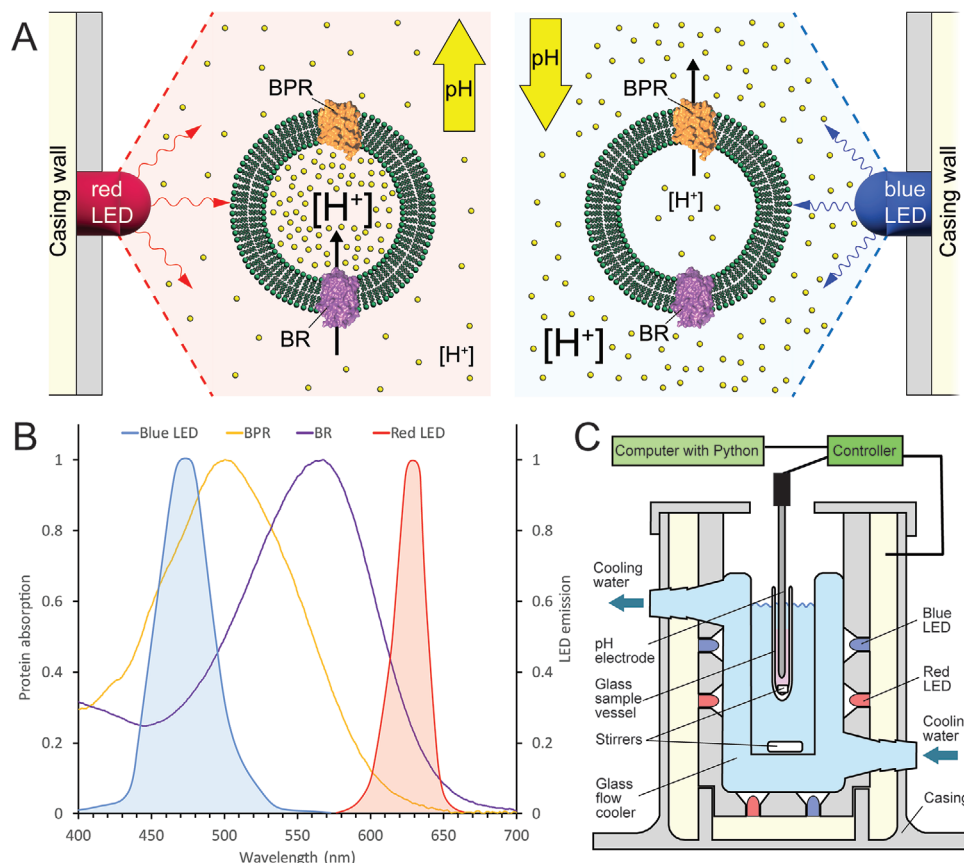 A
Casing wall
red
LED
BPR
[H⁺]
BR
[H⁺]
pH
pH
BPR
[H⁺]
BR
[H⁺]
blue
LED
Casing wall
B
Blue LED
BPR
BR
Red LED
Protein absorption
1
0.8
0.6
0.4
0.2
0
1
0.8
0.6
0.4
0.2
0
LED emission
400
450
500
550
600
650
700
Wavelength (nm)
C
Computer with Python
Controller
Cooling
water
pH
electrode
Glass
sample
vessel
Stirrers
Glass
flow
cooler
Blue
LED
Red
LED
Cooling
water
Casing